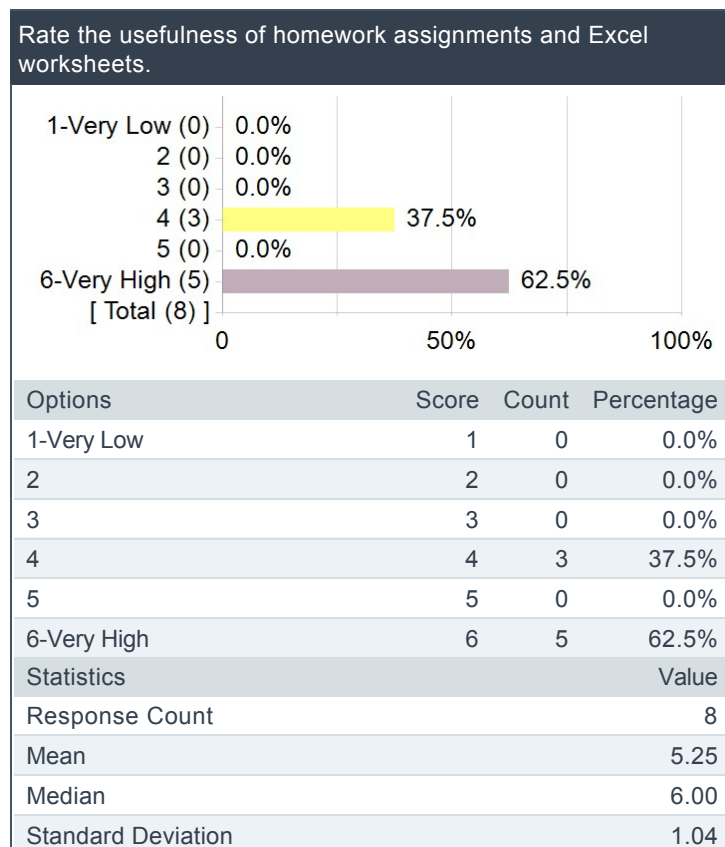 Rate the usefulness of homework assignments and Excel
worksheets.
1-Very Low (0) 0.0%
2 (0) 0.0%
3 (0) 0.0%
4 (3) 37.5%
5 (0) 0.0%
6-Very High (5) 62.5%
[ Total (8) ]
0 50% 100%
Options Score Count Percentage
1-Very Low 1 0 0.0%
2 2 0 0.0%
3 3 0 0.0%
4 4 3 37.5%
5 5 0 0.0%
6-Very High 6 5 62.5%
Statistics Value
Response Count 8
Mean 5.25
Median 6.00
Standard Deviation 1.04